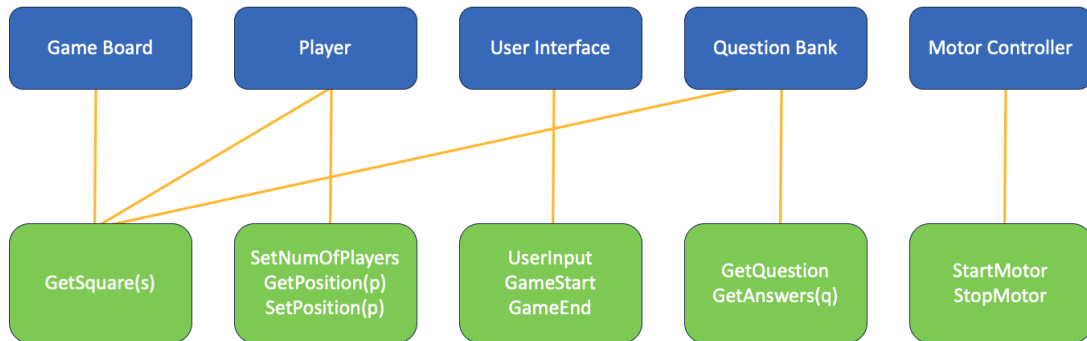 Game Board
Player
User Interface
Question Bank
Motor Controller
GetSquare(s)
SetNumOfPlayers
GetPosition(p)
SetPosition(p)
UserInput
GameStart
GameEnd
GetQuestion
GetAnswers(q)
StartMotor
StopMotor